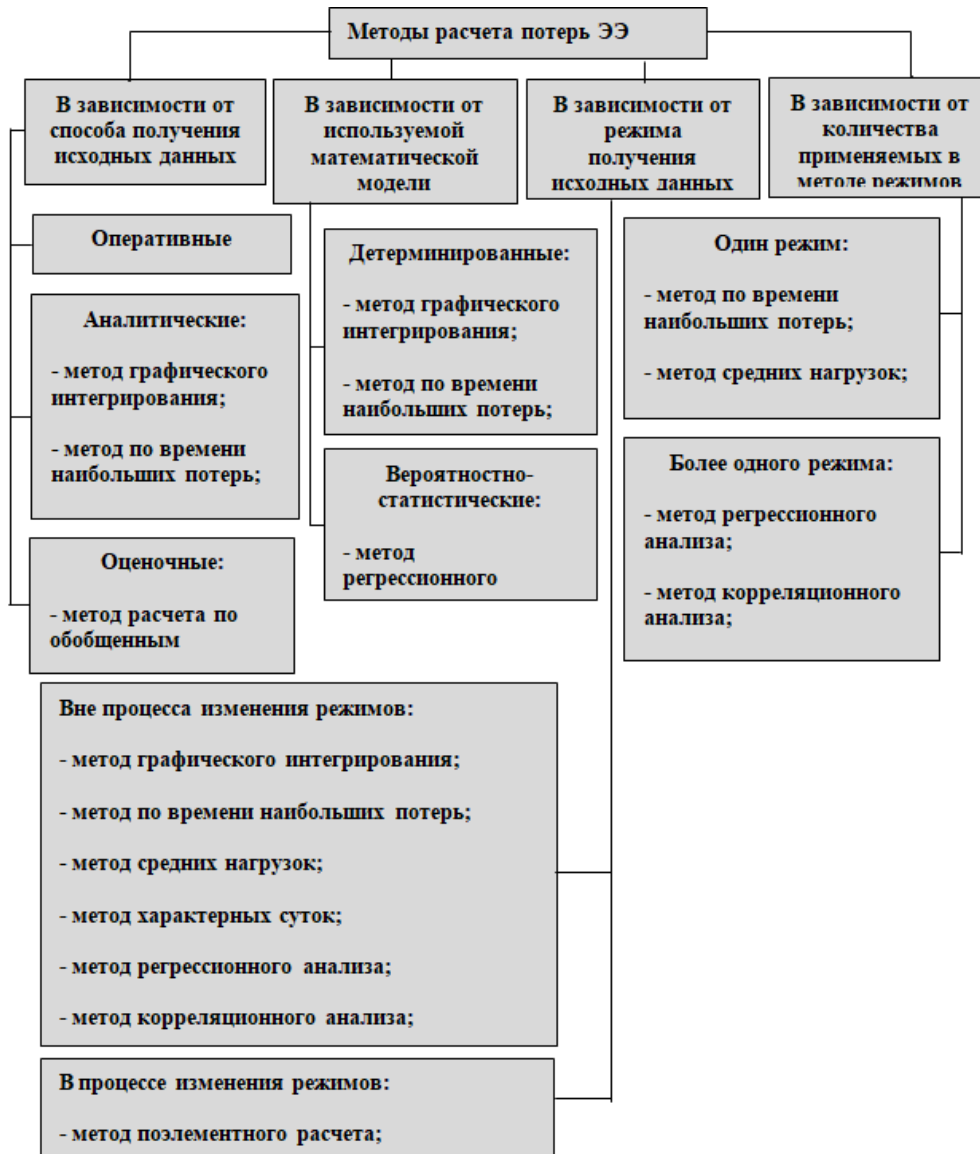 Методы расчета потерь ЭЭ
В зависимости от
способа получения
исходных данных
В зависимости от
используемой
математической
модели
В зависимости от
режима
получения
исходных данных
В зависимости от
количества
применяемых в
методе режимов
Оперативные
Аналитические:
- метод графического
интегрирования;
- метод по времени
наибольших потерь;
Оценочные:
- метод расчета по
обобщенным
Детерминированные:
- метод графического
интегрирования;
- метод по времени
наибольших потерь;
Вероятностно-
статистические:
- метод
регрессионного
Один режим:
- метод по времени
наибольших потерь;
- метод средних нагрузок;
Более одного режима:
- метод регрессионного
анализа;
- метод корреляционного
анализа;
Вне процесса изменения режимов:
- метод графического интегрирования;
- метод по времени наибольших потерь;
- метод средних нагрузок;
- метод характерных суток;
- метод регрессионного анализа;
- метод корреляционного анализа;
В процессе изменения режимов:
- метод поэлементного расчета;